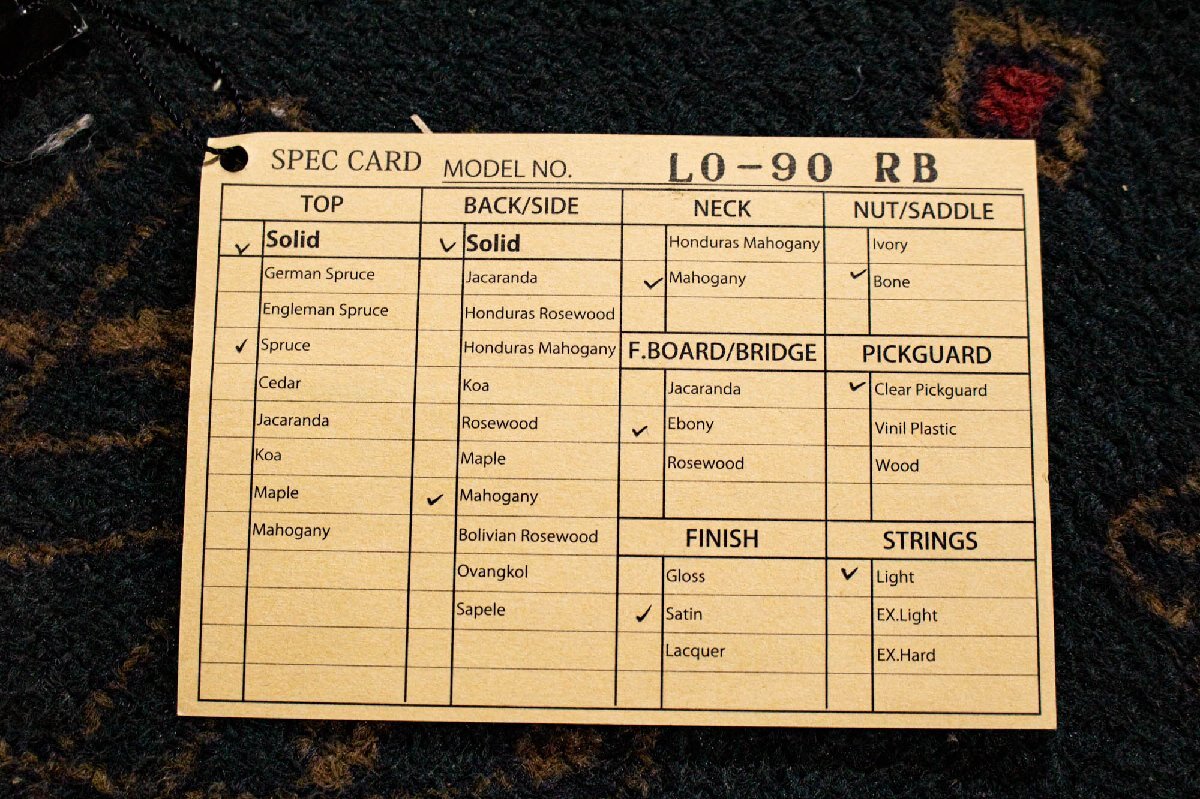 SPEC CARD MODEL NO. LO-90 RB
TOP
✓ Solid
German Spruce
Engleman Spruce
✓ Spruce
Cedar
Jacaranda
Koa
Maple
Mahogany
BACK/SIDE
✓ Solid
Jacaranda
Honduras Rosewood
Honduras Mahogany
Koa
Rosewood
Maple
✓ Mahogany
Bolivian Rosewood
Ovangkol
Sapele
NECK
Honduras Mahogany
✓ Mahogany
F.BOARD/BRIDGE
Jacaranda
✓ Ebony
Rosewood
FINISH
Gloss
✓ Satin
Lacquer
NUT/SADDLE
Ivory
✓ Bone
PICKGUARD
✓ Clear Pickguard
Vinil Plastic
Wood
STRINGS
✓ Light
EX.Light
EX.Hard